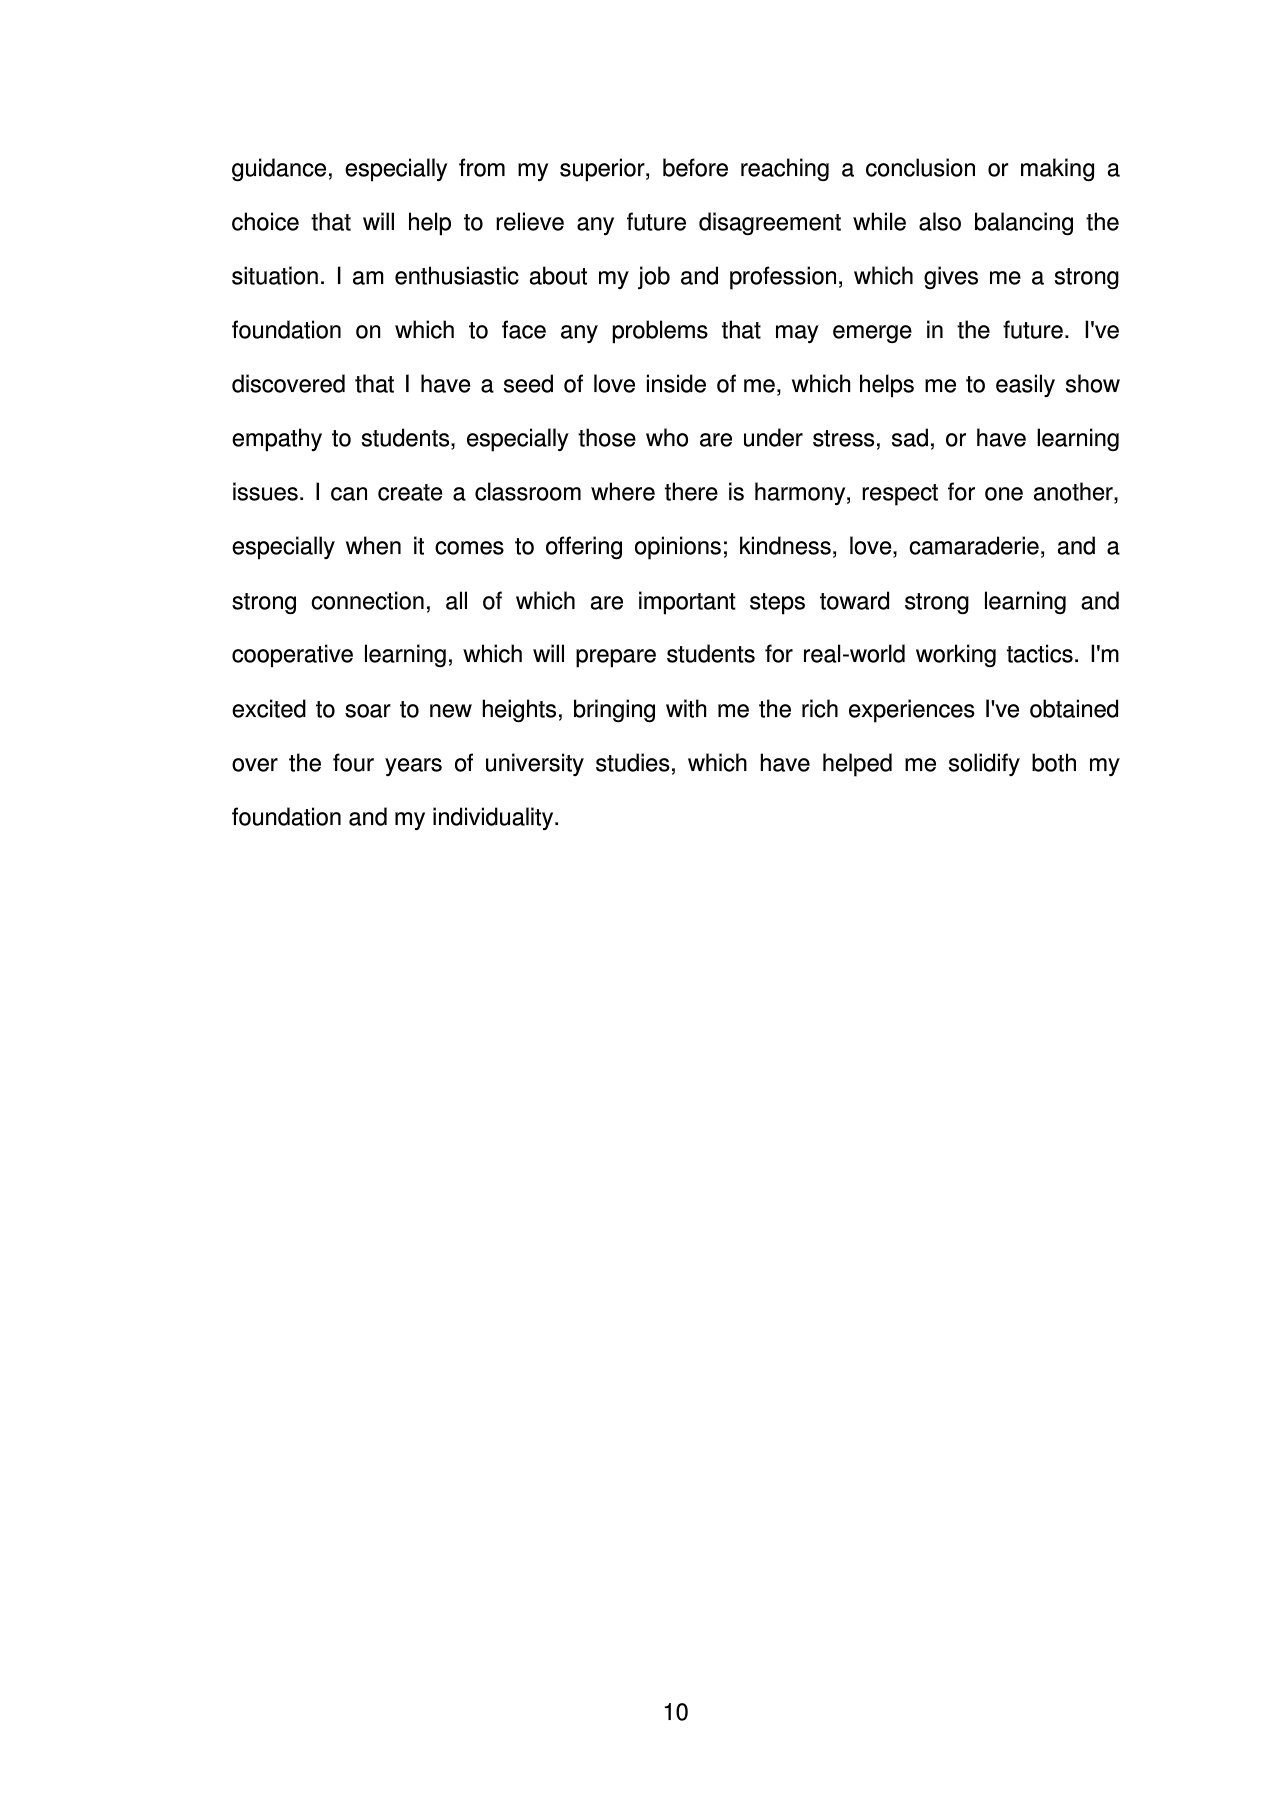 guidance, especially from my superior, before reaching a conclusion or making a
choice that will help to relieve any future disagreement while also balancing the
situation. I am enthusiastic about my job and profession, which gives me a strong
foundation on which to face any problems that may emerge in the future. I've
discovered that I have a seed of love inside of me, which helps me to easily show
empathy to students, especially those who are under stress, sad, or have learning
issues. I can create a classroom where there is harmony, respect for one another,
especially when it comes to offering opinions; kindness, love, camaraderie, and a
strong connection, all of which are important steps toward strong learning and
cooperative learning, which will prepare students for real-world working tactics. I'm
excited to soar to new heights, bringing with me the rich experiences I've obtained
over the four years of university studies, which have helped me solidify both my
foundation and my individuality.
10